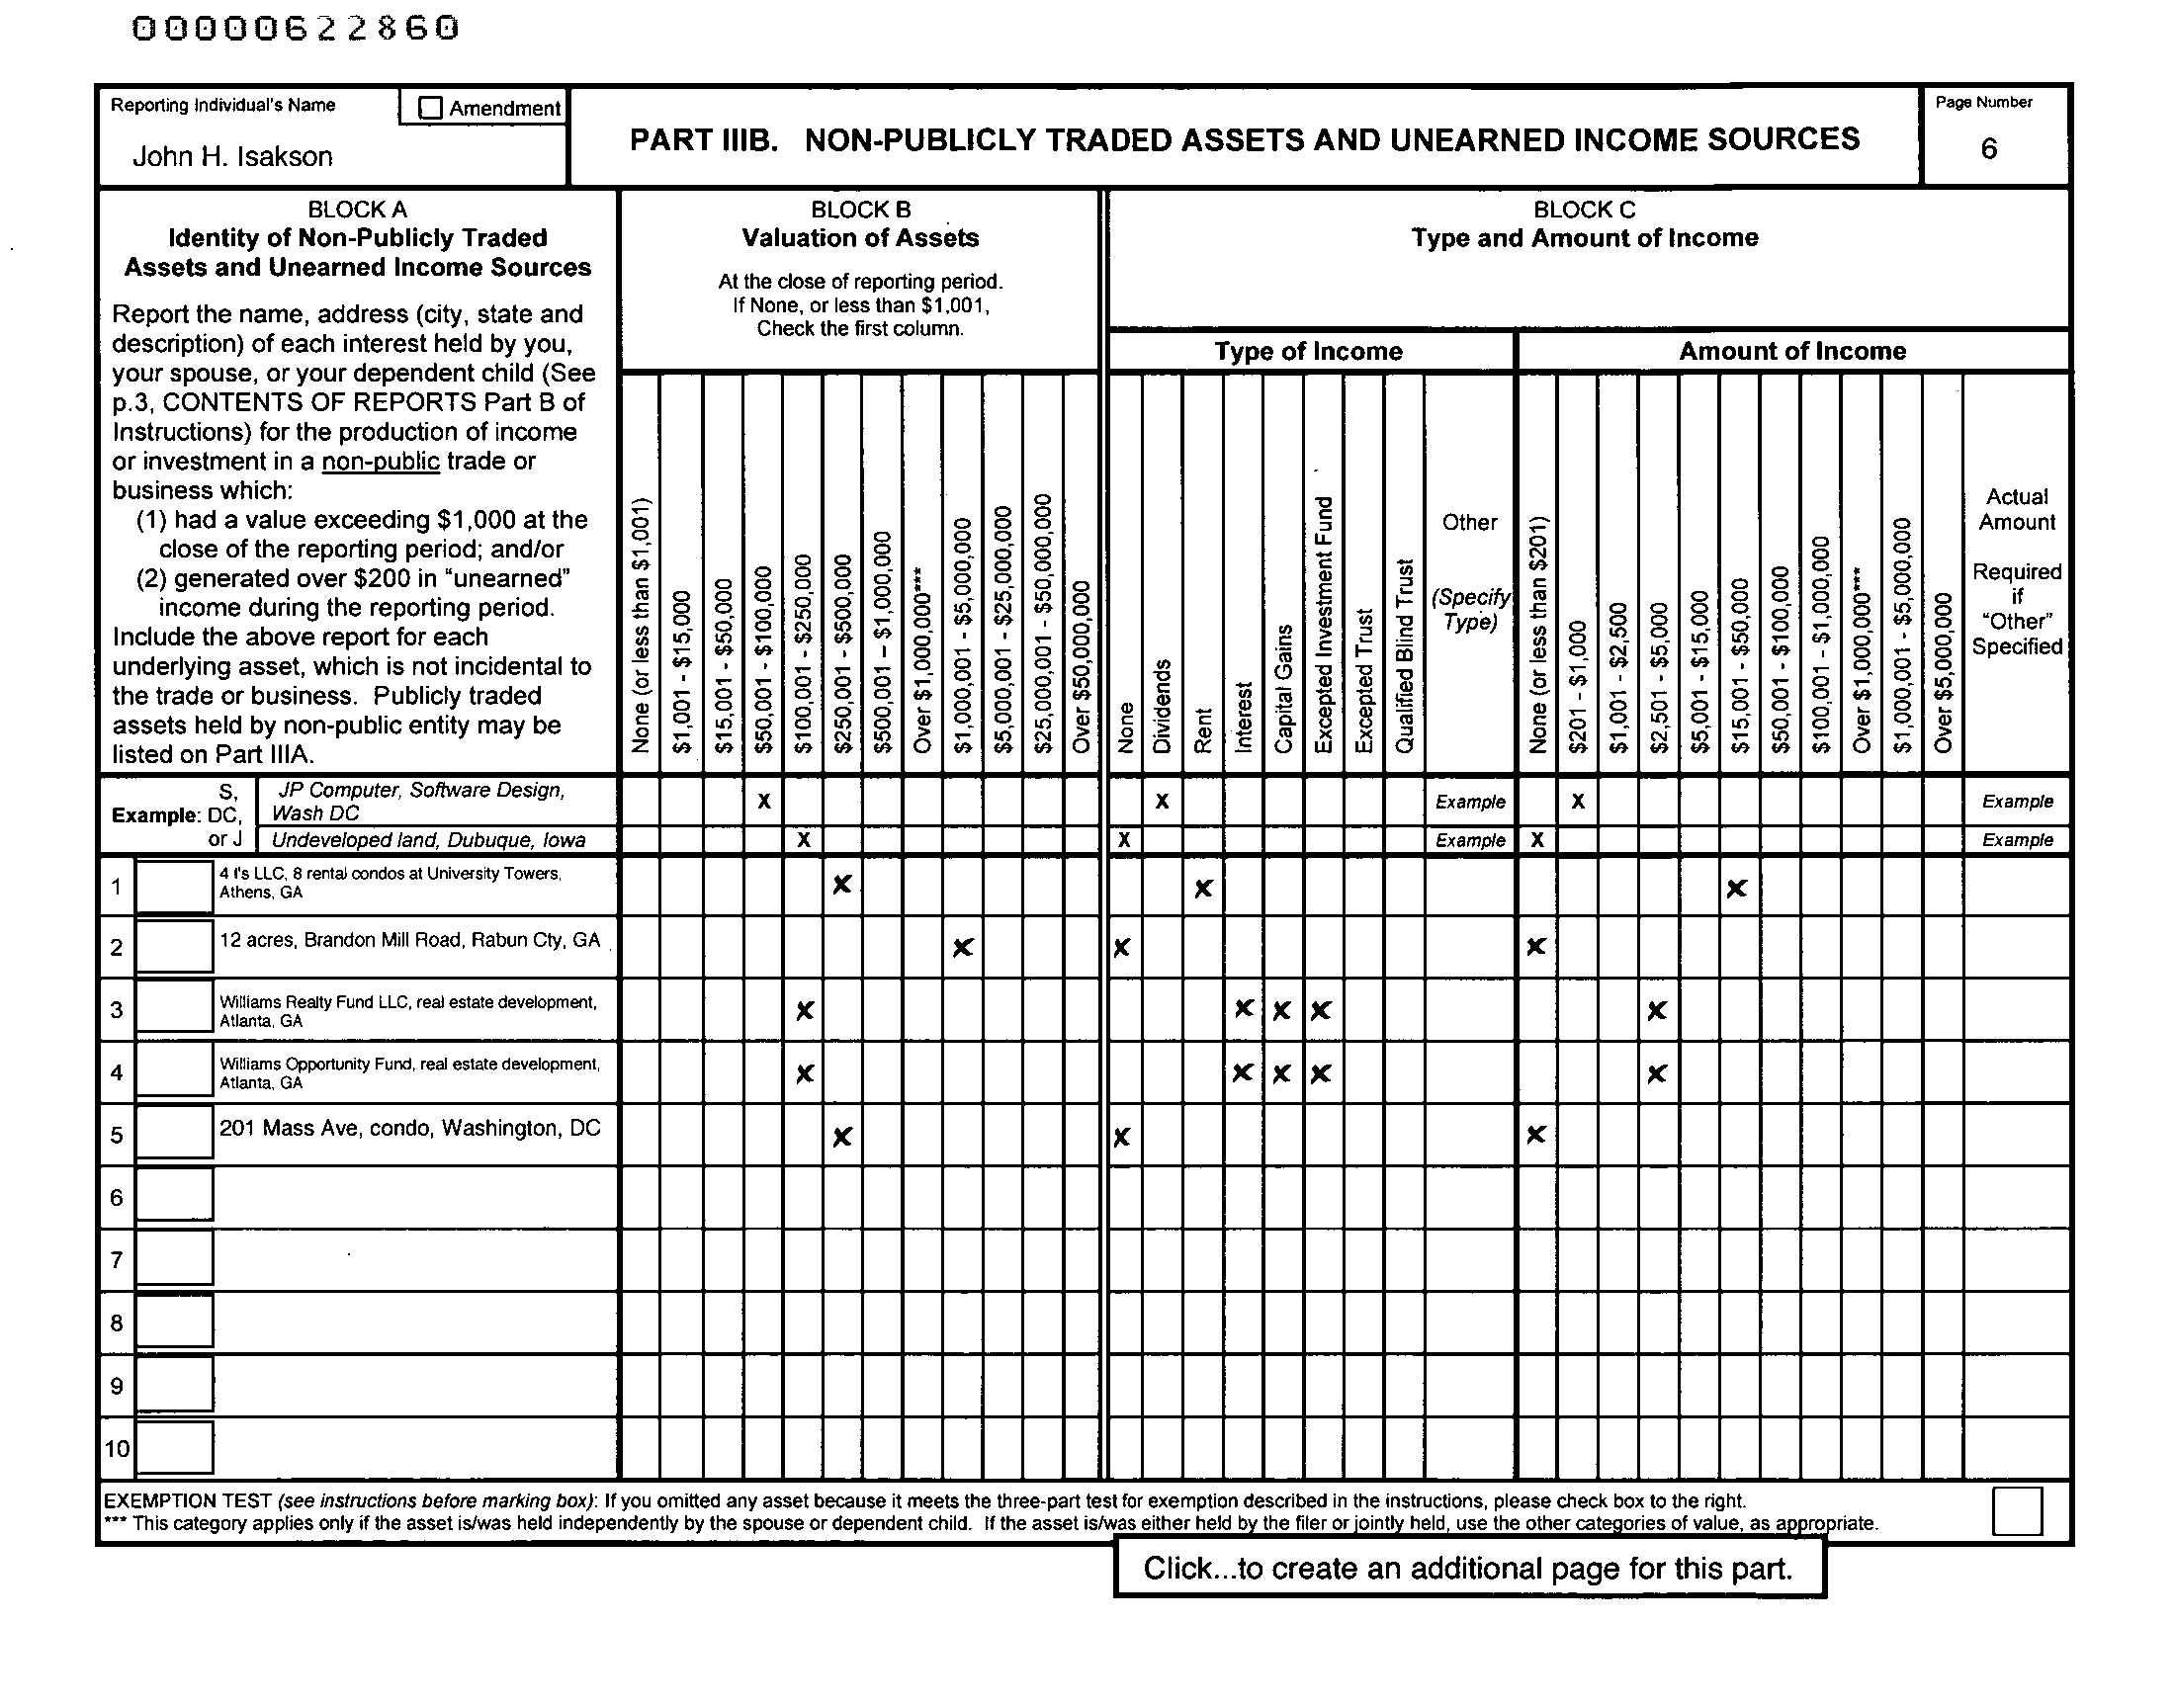 00000622860
Reporting Individual's Name
Amendment
John H. Isakson
PART IIIB. NON-PUBLICLY TRADED ASSETS AND UNEARNED INCOME SOURCES
Page Number
6
BLOCK A
Identity of Non-Publicly Traded
Assets and Unearned Income Sources
Report the name, address (city, state and
description) of each interest held by you,
your spouse, or your dependent child (See
p.3, CONTENTS OF REPORTS Part B of
Instructions) for the production of income
or investment in a non-public trade or
business which:
(1) had a value exceeding $1,000 at the
close of the reporting period; and/or
(2) generated over $200 in "unearned"
income during the reporting period.
Include the above report for each
underlying asset, which is not incidental to
the trade or business. Publicly traded
assets held by non-public entity may be
listed on Part IIIA.
BLOCK B
Valuation of Assets
At the close of reporting period.
If None, or less than $1,001,
Check the first column.
None (or less than $1,001)
$1,001 - $15,000
$15,001 - $50,000
$50,001 - $100,000
$100,001 - $250,000
$250,001 - $500,000
$500,001 – $1,000,000
Over $1,000,000***
$1,000,001 - $5,000,000
$5,000,001 - $25,000,000
$25,000,001 - $50,000,000
Over $50,000,000
BLOCK C
Type and Amount of Income
Type of Income
None
Dividends
Rent
Interest
Capital Gains
Excepted Investment Fund
Excepted Trust
Qualified Blind Trust
Other
(Specify
Type)
Amount of Income
None (or less than $201)
$201 - $1,000
$1,001 - $2,500
$2,501 - $5,000
$5,001 - $15,000
$15,001 - $50,000
$50,001 - $100,000
$100,001 - $1,000,000
Over $1,000,000***
$1,000,001 - $5,000,000
Over $5,000,000
Actual
Amount
Required
if
"Other"
Specified
Example:
S,
DC,
or J
JP Computer, Software Design,
Wash DC
X X Example X Example
Undeveloped land, Dubuque, Iowa
X X Example X Example
1 4 I's LLC, 8 rental condos at University Towers,
Athens, GA
X X X
2 12 acres, Brandon Mill Road, Rabun Cty, GA
X X X
3 Williams Realty Fund LLC, real estate development,
Atlanta, GA
X X X X X
4 Williams Opportunity Fund, real estate development,
Atlanta, GA
X X X X X
5 201 Mass Ave, condo, Washington, DC
X X X
6
7
8
9
10
EXEMPTION TEST (see instructions before marking box): If you omitted any asset because it meets the three-part test for exemption described in the instructions, please check box to the right.
*** This category applies only if the asset is/was held independently by the spouse or dependent child. If the asset is/was either held by the filer or jointly held, use the other categories of value, as appropriate.
Click...to create an additional page for this part.